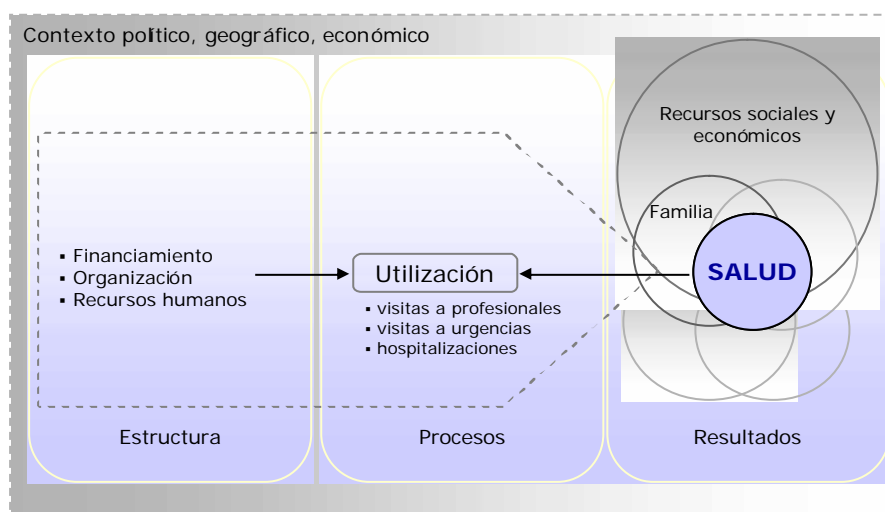 Contexto político, geográfico, económico
Recursos sociales y
económicos
Familia
SALUD
▪ Financiamiento
▪ Organización
▪ Recursos humanos
Utilización
▪ visitas a profesionales
▪ visitas a urgencias
▪ hospitalizaciones
Estructura
Procesos
Resultados